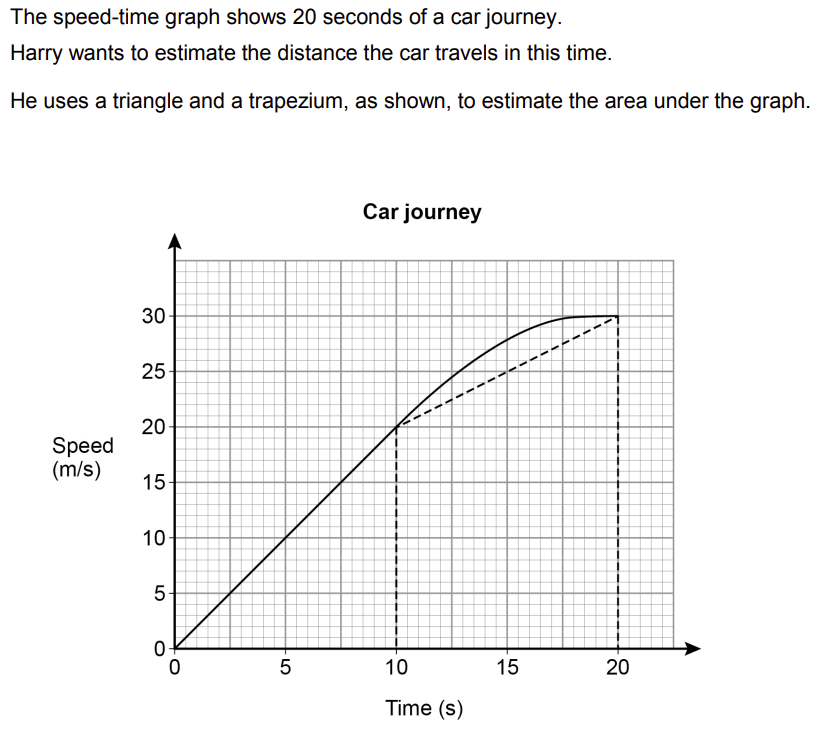 The speed-time graph shows 20 seconds of a car journey.
Harry wants to estimate the distance the car travels in this time.
He uses a triangle and a trapezium, as shown, to estimate the area under the graph.
Car journey
30
25
20
15
10
5
0
Speed
(m/s)
0 5 10 15 20
Time (s)